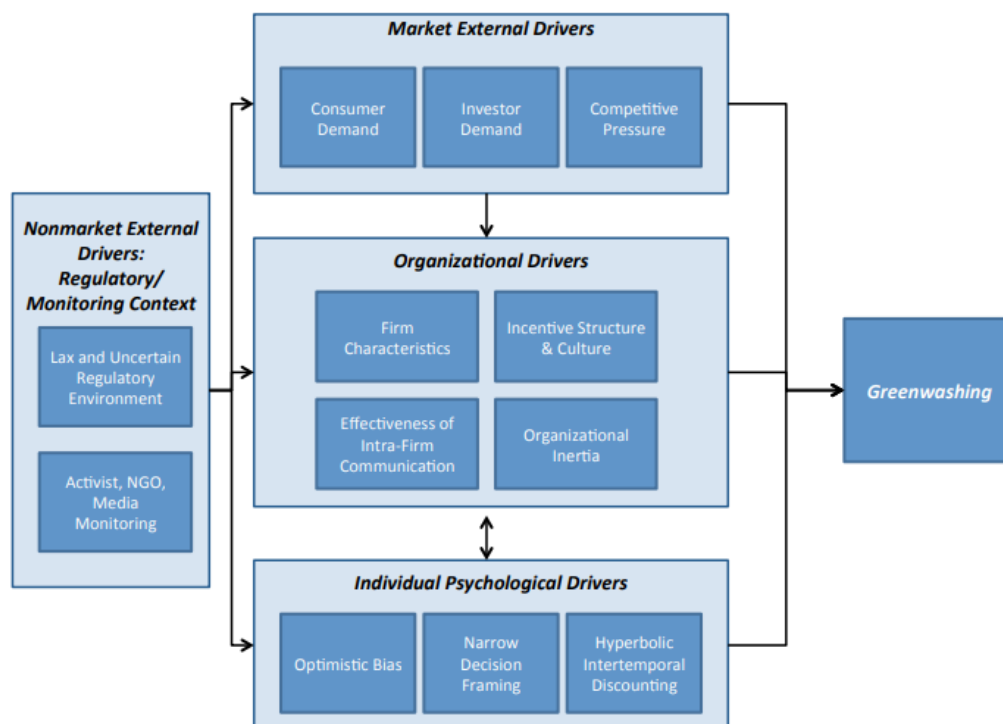 Market External Drivers
Consumer
Demand
Investor
Demand
Competitive
Pressure
Nonmarket External
Drivers:
Regulatory/
Monitoring Context
Lax and Uncertain
Regulatory
Environment
Activist, NGO,
Media
Monitoring
Organizational Drivers
Firm
Characteristics
Incentive Structure
& Culture
Effectiveness of
Intra-Firm
Communication
Organizational
Inertia
Individual Psychological Drivers
Optimistic Bias
Narrow
Decision
Framing
Hyperbolic
Intertemporal
Discounting
Greenwashing